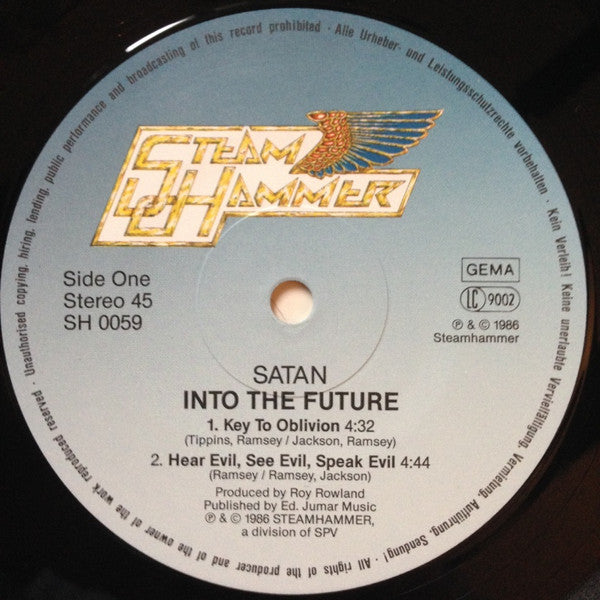 STEAM
HAMMER
Side One
Stereo 45
SH 0059
GEMA
LC 9002
℗ & © 1986
Steamhammer
SATAN
INTO THE FUTURE
1. Key To Oblivion 4:32
(Tippins, Ramsey / Jackson, Ramsey)
2. Hear Evil, See Evil, Speak Evil 4:44
(Ramsey / Ramsey, Jackson)
Produced by Roy Rowland
Published by Ed. Jumar Music
℗ & © 1986 STEAMHAMMER,
a division of SPV
All rights of the producer and of the owner of the work reproduced reserved · Unauthorised copying, hiring, lending, public performance and broadcasting of this record prohibited · Alle Urheber- und Leistungsschutzrechte vorbehalten · Kein Verleih! Keine unerlaubte Vervielfältigung, Vermietung, Aufführung, Sendung!